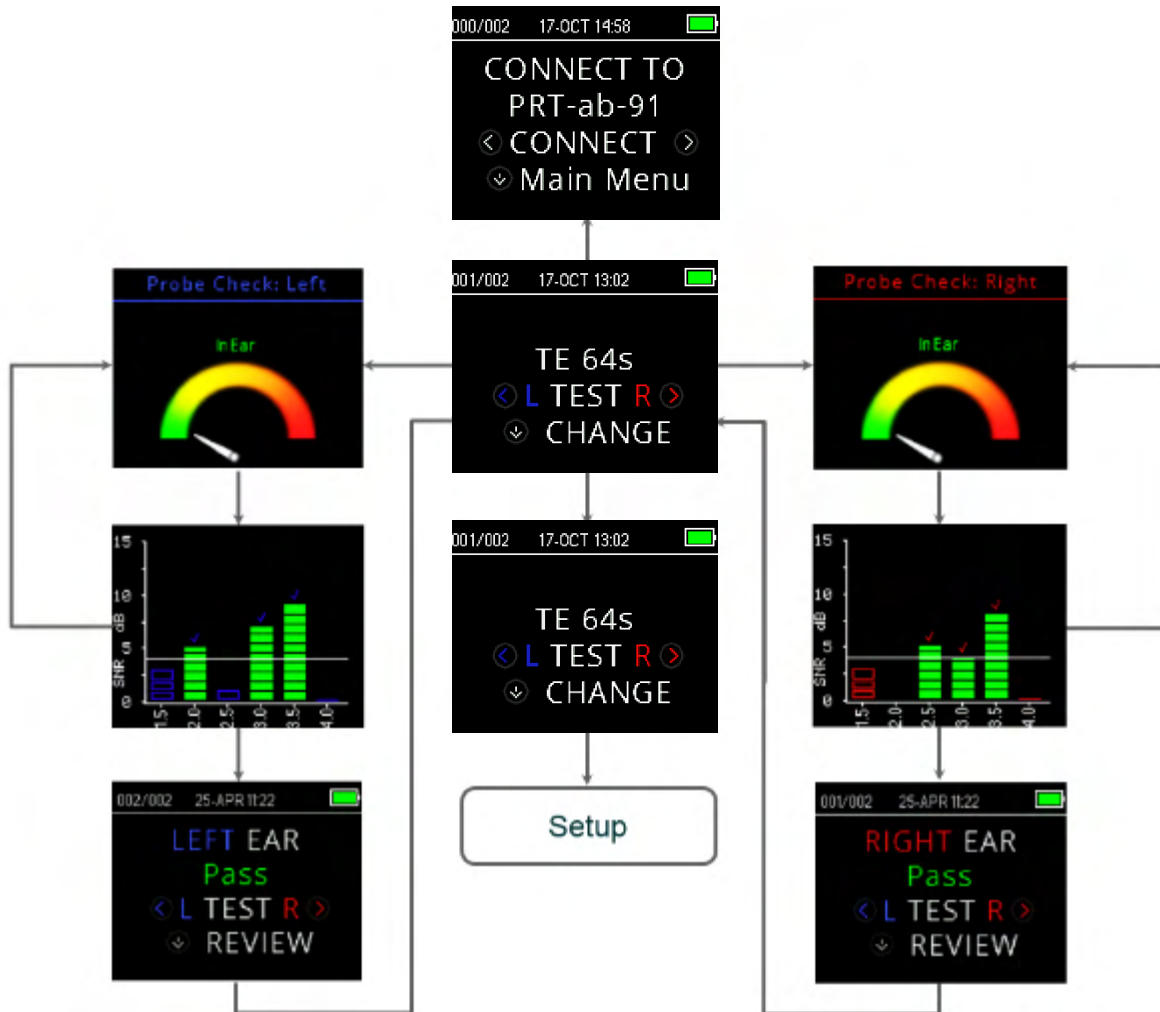 000/002 17-OCT 14:58
CONNECT TO
PRT-ab-91
CONNECT
Main Menu
Probe Check: Left
In Ear
001/002 17-OCT 13:02
TE 64s
L TEST R
CHANGE
Probe Check: Right
In Ear
15
10
5
0
SNR dB
1.5
2.0
2.5
3.0
3.5
4.0
001/002 17-OCT 13:02
TE 64s
L TEST R
CHANGE
15
10
5
0
SNR dB
1.5
2.0
2.5
3.0
3.5
4.0
002/002 25-APR 11:22
LEFT EAR
Pass
L TEST R
REVIEW
Setup
001/002 25-APR 11:22
RIGHT EAR
Pass
L TEST R
REVIEW